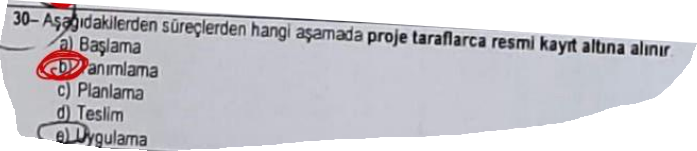 30– Aşağıdakilerden süreçlerden hangi aşamada proje taraflarca resmi kayıt altına alınır
a) Başlama
b) Tanımlama
c) Planlama
d) Teslim
e) Uygulama